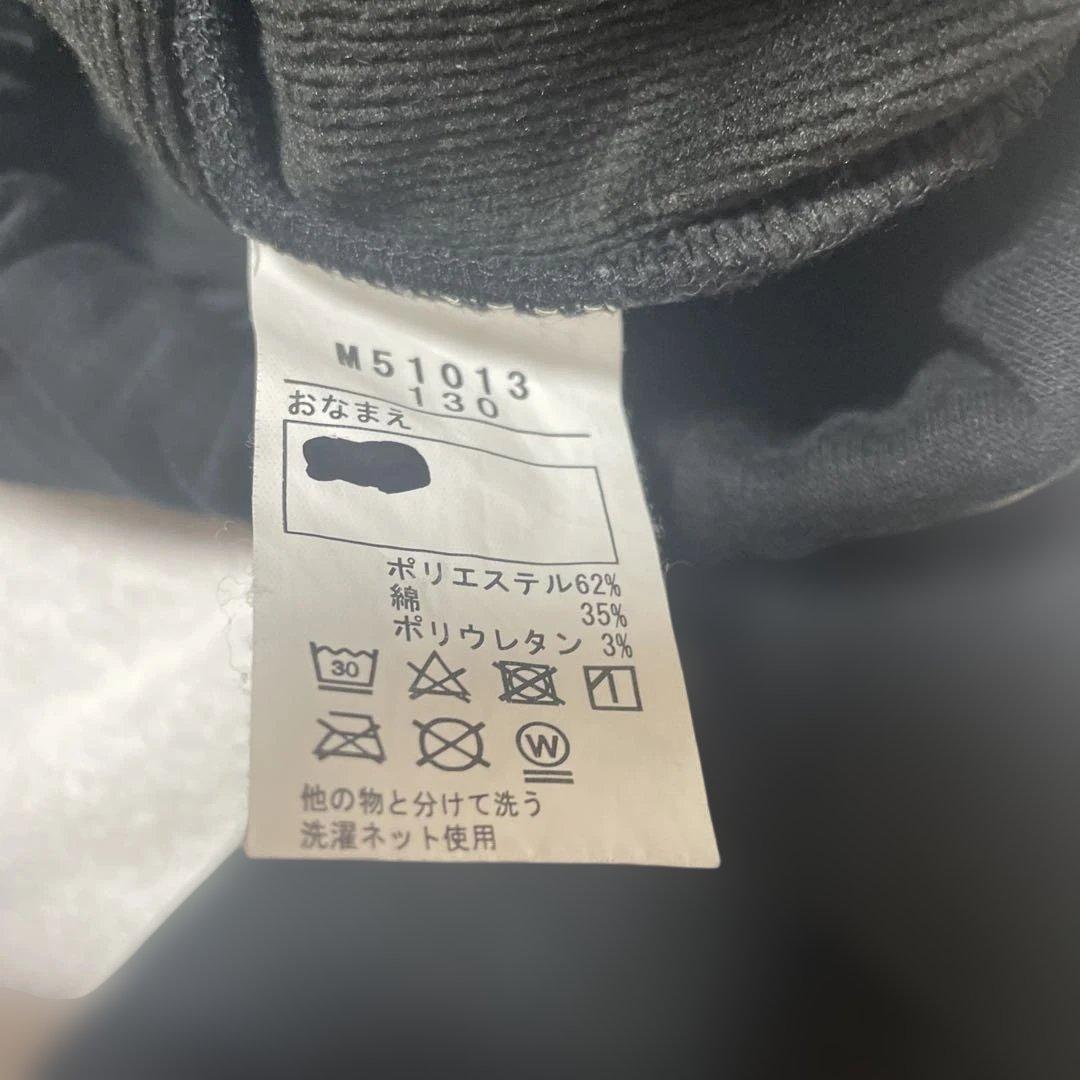 M51013
130
おなまえ
ポリエステル62%
綿 35%
ポリウレタン 3%
30
W
他の物と分けて洗う
洗濯ネット使用